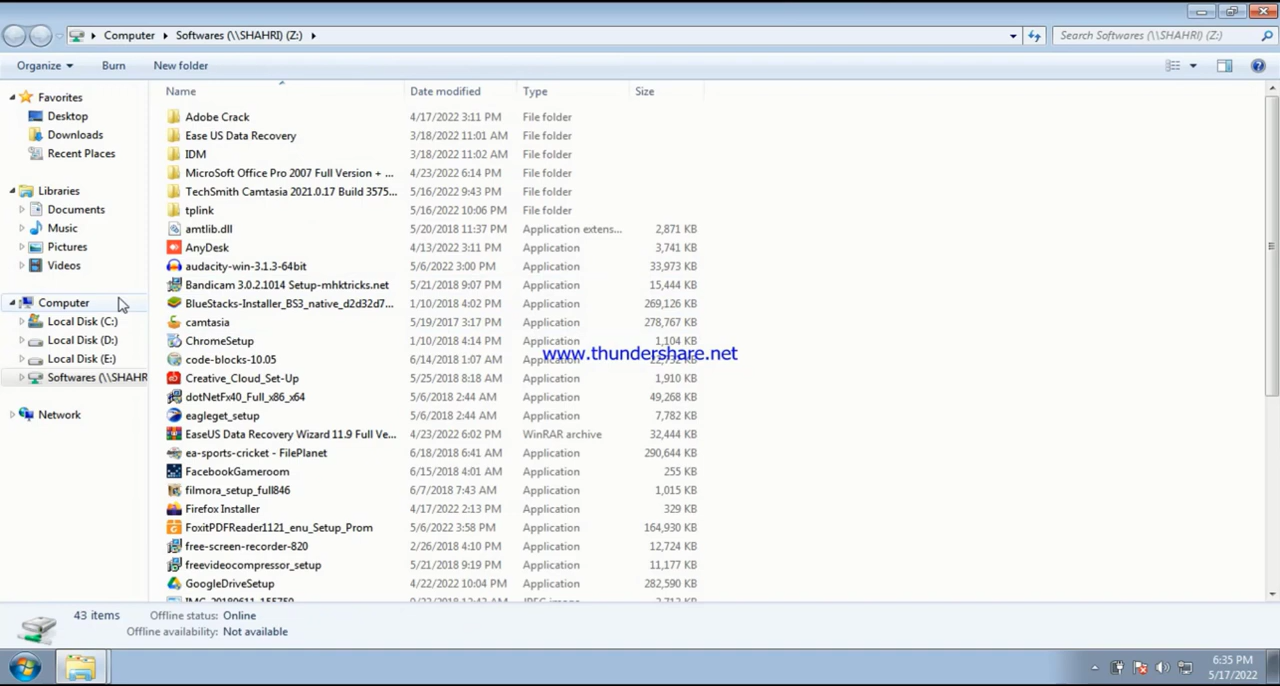 Computer Softwares (\\SHAHRI) (Z:)
Search Softwares (\\SHAHRI) (Z:)
Organize Burn New folder
Name Date modified Type Size
Favorites
Desktop
Downloads
Recent Places
Libraries
Documents
Music
Pictures
Videos
Computer
Local Disk (C:)
Local Disk (D:)
Local Disk (E:)
Softwares (\\SHAHR
Network
Adobe Crack 4/17/2022 3:11 PM File folder
Ease US Data Recovery 3/18/2022 11:01 AM File folder
IDM 3/18/2022 11:02 AM File folder
MicroSoft Office Pro 2007 Full Version + ... 4/23/2022 6:14 PM File folder
TechSmith Camtasia 2021.0.17 Build 3575... 5/16/2022 9:43 PM File folder
tplink 5/16/2022 10:06 PM File folder
amtlib.dll 5/20/2018 11:37 PM Application extens... 2,871 KB
AnyDesk 4/13/2022 3:11 PM Application 3,741 KB
audacity-win-3.1.3-64bit 5/6/2022 3:00 PM Application 33,973 KB
Bandicam 3.0.2.1014 Setup-mhktricks.net 5/21/2018 9:07 PM Application 15,444 KB
BlueStacks-Installer_BS3_native_d2d32d7... 1/10/2018 4:02 PM Application 269,126 KB
camtasia 5/19/2017 3:17 PM Application 278,767 KB
ChromeSetup 1/10/2018 4:14 PM Application 1,104 KB
www.thundershare.net
code-blocks-10.05 6/14/2018 1:07 AM Application KB
Creative_Cloud_Set-Up 5/25/2018 8:18 AM Application 1,910 KB
dotNetFx40_Full_x86_x64 5/6/2018 2:44 AM Application 49,268 KB
eagleget_setup 5/6/2018 2:44 AM Application 7,782 KB
EaseUS Data Recovery Wizard 11.9 Full Ve... 4/23/2022 6:02 PM WinRAR archive 32,444 KB
ea-sports-cricket - FilePlanet 6/18/2018 6:41 AM Application 290,644 KB
FacebookGameroom 6/15/2018 4:01 AM Application 255 KB
filmora_setup_full846 6/7/2018 7:43 AM Application 1,015 KB
Firefox Installer 4/17/2022 2:13 PM Application 329 KB
FoxitPDFReader1121_enu_Setup_Prom 5/6/2022 3:58 PM Application 164,930 KB
free-screen-recorder-820 2/26/2018 4:10 PM Application 12,724 KB
freevideocompressor_setup 5/21/2018 9:19 PM Application 11,177 KB
GoogleDriveSetup 4/22/2022 10:04 PM Application 282,590 KB
43 items Offline status: Online
Offline availability: Not available
6:35 PM
5/17/2022